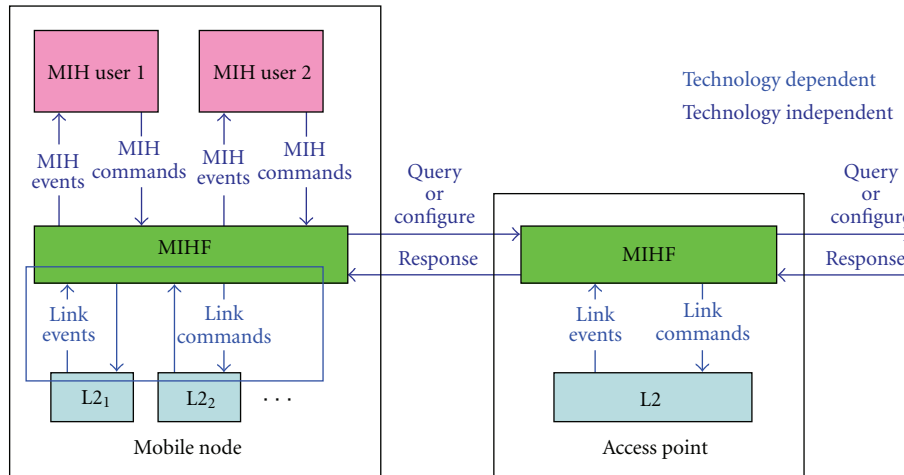 MIH user 1
MIH user 2
Technology dependent
Technology independent
MIH
events
MIH
commands
MIH
events
MIH
commands
Query
or
configure
Query
or
configure
MIHF
Response
MIHF
Response
Link
events
Link
commands
Link
events
Link
commands
L2₁
L2₂
. . .
L2
Mobile node
Access point